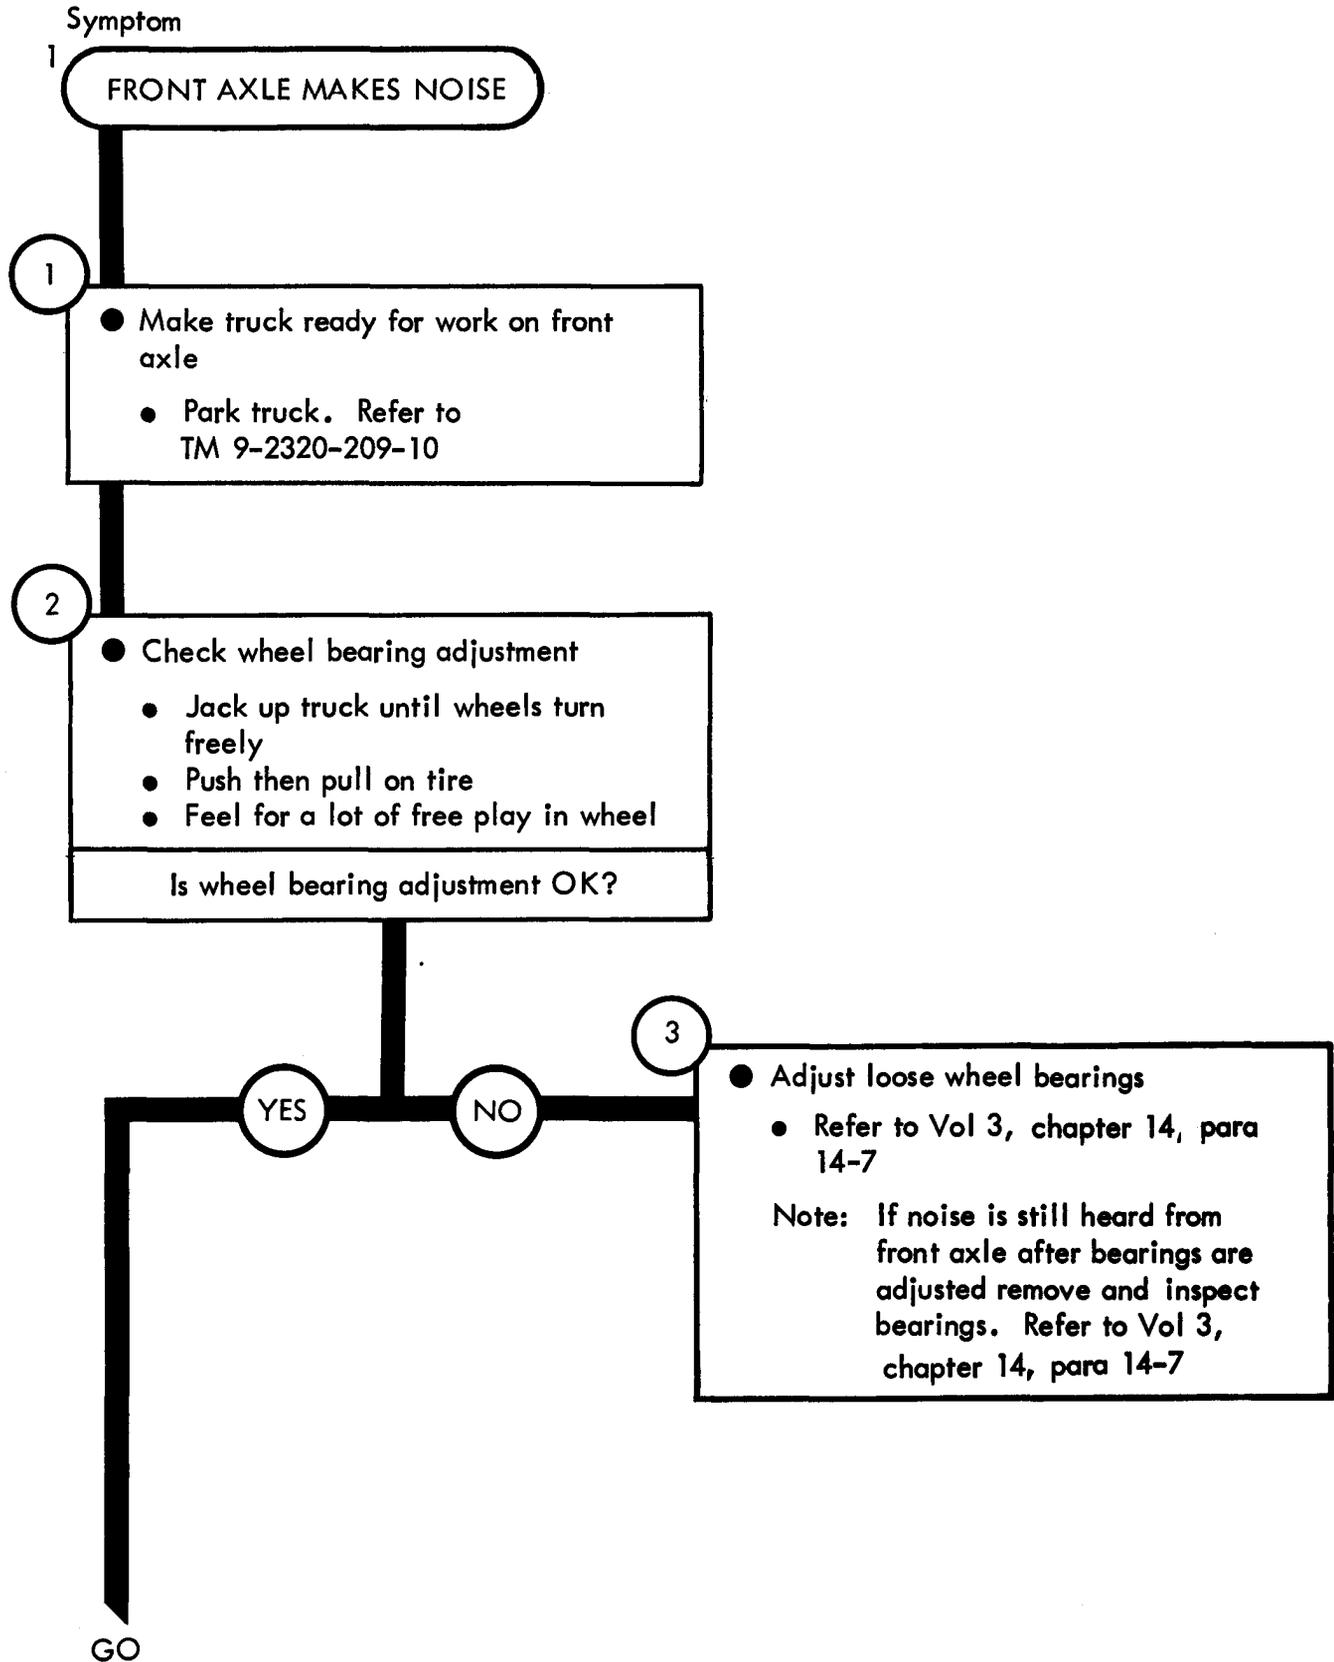 Symptom
1
FRONT AXLE MAKES NOISE
1
● Make truck ready for work on front
axle
● Park truck. Refer to
TM 9-2320-209-10
2
● Check wheel bearing adjustment
● Jack up truck until wheels turn
freely
● Push then pull on tire
● Feel for a lot of free play in wheel
Is wheel bearing adjustment OK?
YES
NO
3
● Adjust loose wheel bearings
● Refer to Vol 3, chapter 14, para
14-7
Note: If noise is still heard from
front axle after bearings are
adjusted remove and inspect
bearings. Refer to Vol 3,
chapter 14, para 14-7
GO